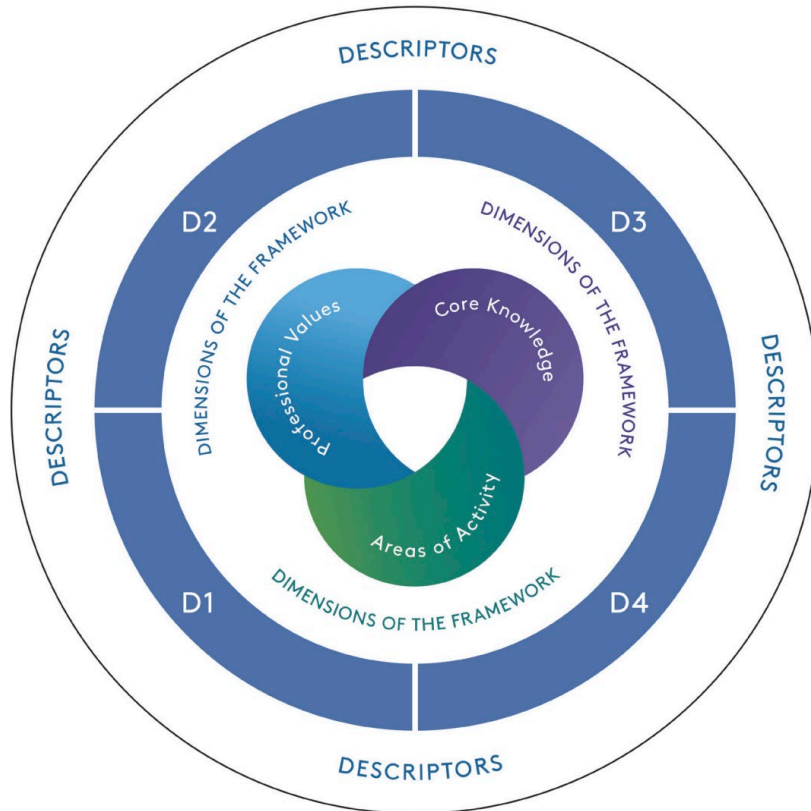 DESCRIPTORS
D2
D3
DIMENSIONS OF THE FRAMEWORK
DIMENSIONS OF THE FRAMEWORK
Professional Values
Core Knowledge
DESCRIPTORS
DESCRIPTORS
Areas of Activity
DIMENSIONS OF THE FRAMEWORK
D1
D4
DESCRIPTORS